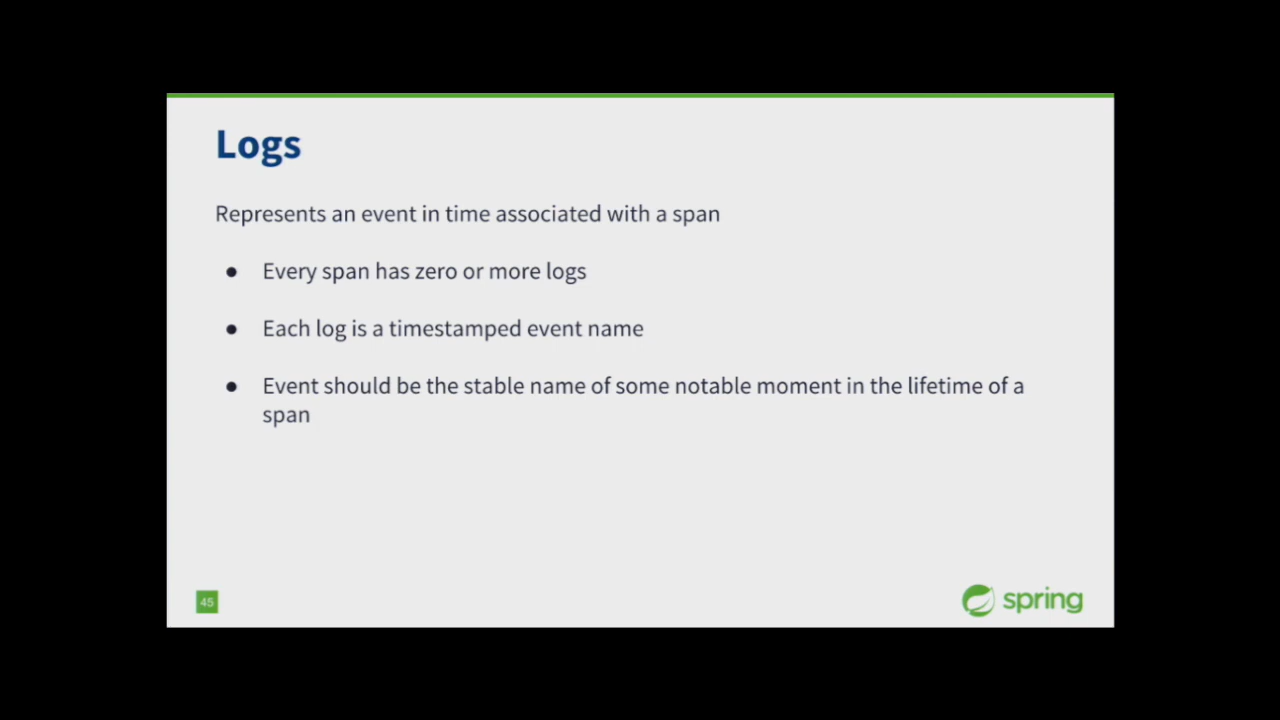 Logs
Represents an event in time associated with a span
● Every span has zero or more logs
● Each log is a timestamped event name
● Event should be the stable name of some notable moment in the lifetime of a
span
45
spring